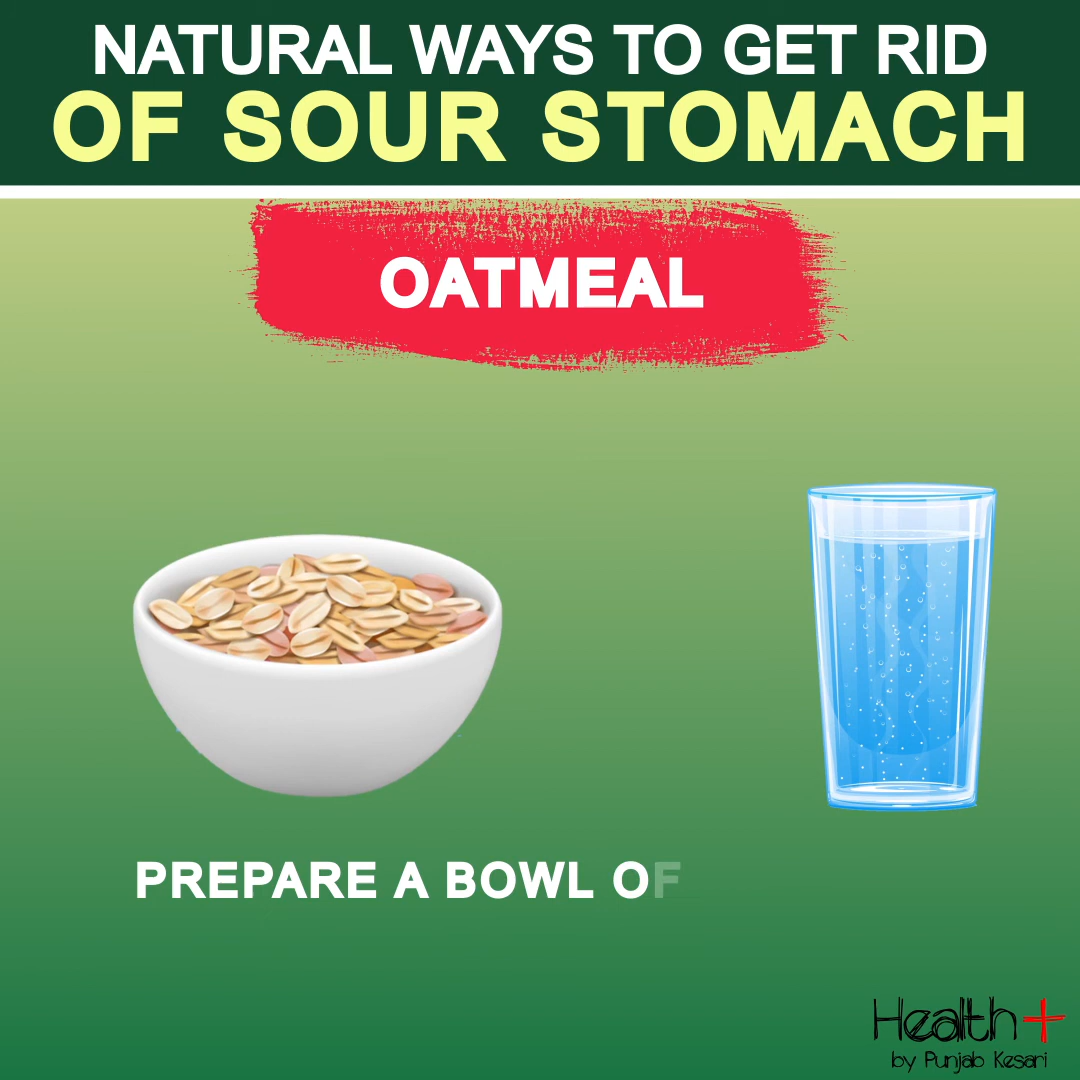 NATURAL WAYS TO GET RID
OF SOUR STOMACH
OATMEAL
PREPARE A BOWL OF
Health+
by Punjab Kesari